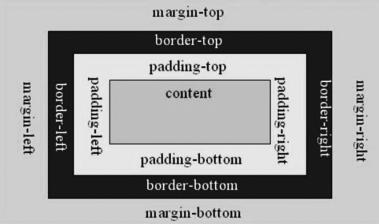 margin-top
border-top
padding-top
content
margin-left
border-left
padding-left
padding-right
border-right
margin-right
padding-bottom
border-bottom
margin-bottom